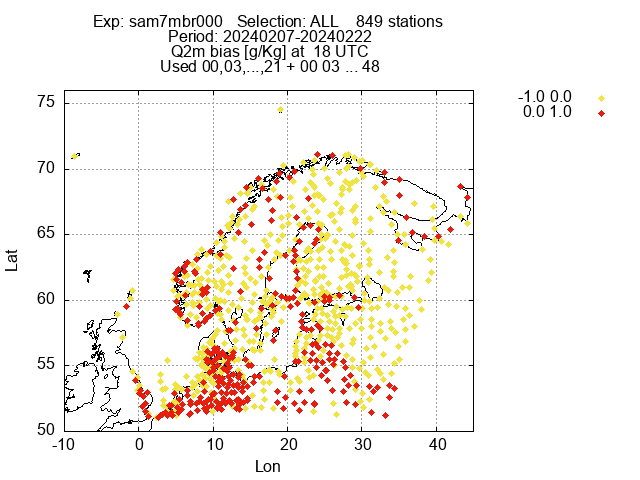 Exp: sam7mbr000   Selection: ALL    849 stations
Period: 20240207-20240222
Q2m bias [g/Kg] at  18 UTC
Used 00,03,...,21 + 00 03 ... 48
-1.0 0.0
0.0 1.0
75
70
65
60
55
50
Lat
-10 0 10 20 30 40
Lon